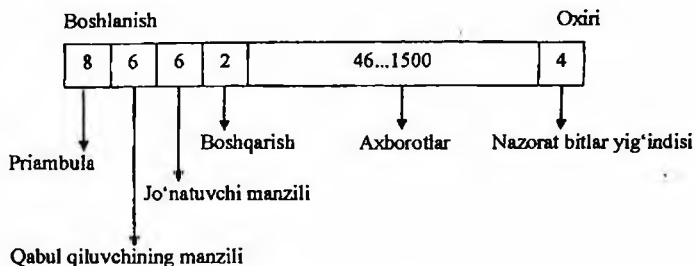 Boshlanish Oxiri
8 6 6 2 46...1500 4
Boshqarish Axborotlar Nazorat bitlar yig‘indisi
Priambula
Jo‘natuvchi manzili
Qabul qiluvchining manzili